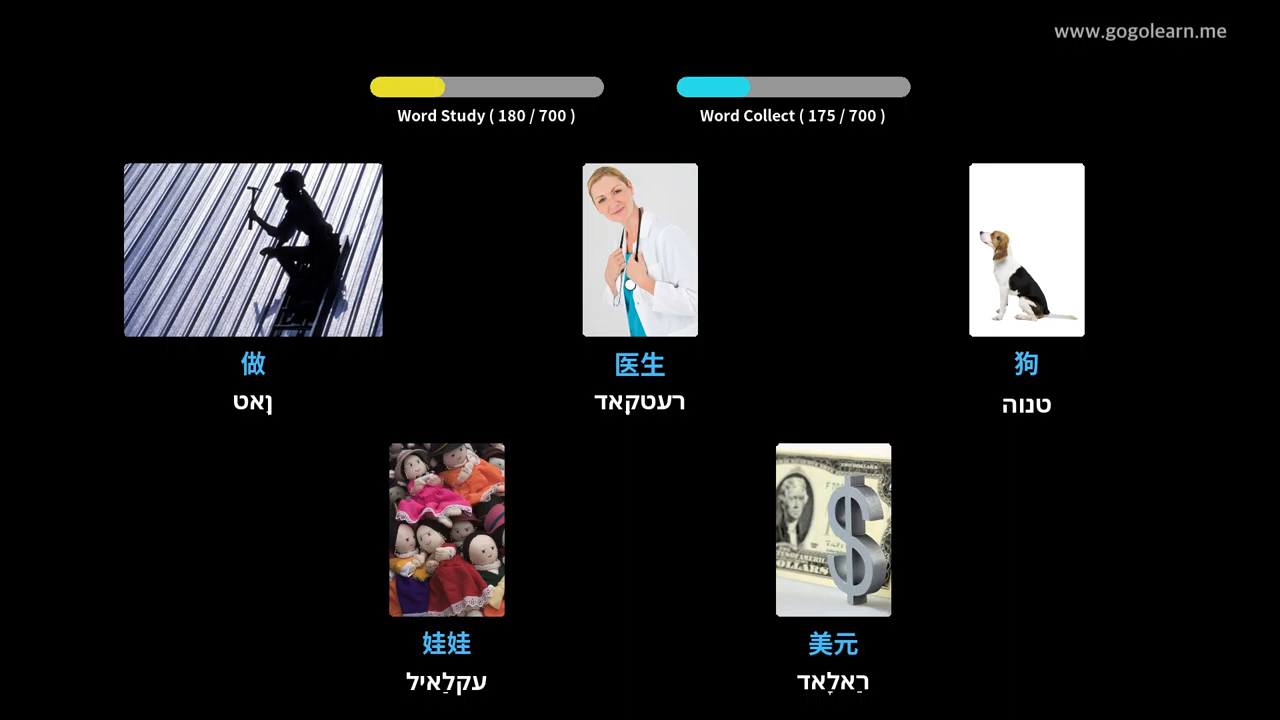 www.gogolearn.me
Word Study ( 180 / 700 )
Word Collect ( 175 / 700 )
做
ןָאט
医生
רעטקאד
狗
טנוה
娃娃
עקלַאיל
美元
רַאלָאד